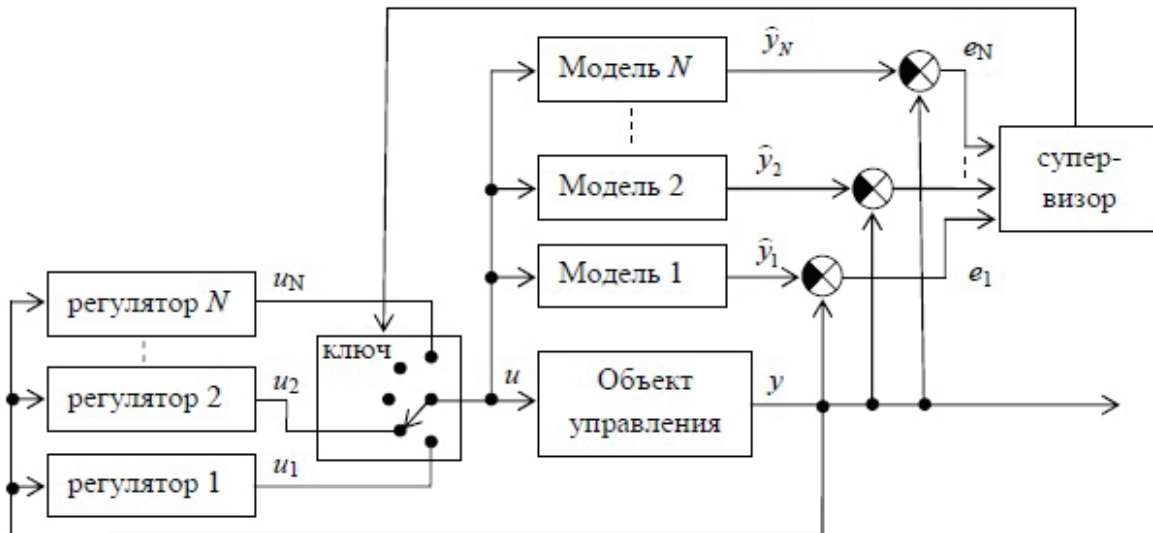 Модель N
ŷN
eN
супер-
визор
Модель 2
ŷ2
Модель 1
ŷ1
e1
регулятор N
uN
ключ
регулятор 2
u2
u
Объект
управления
y
регулятор 1
u1